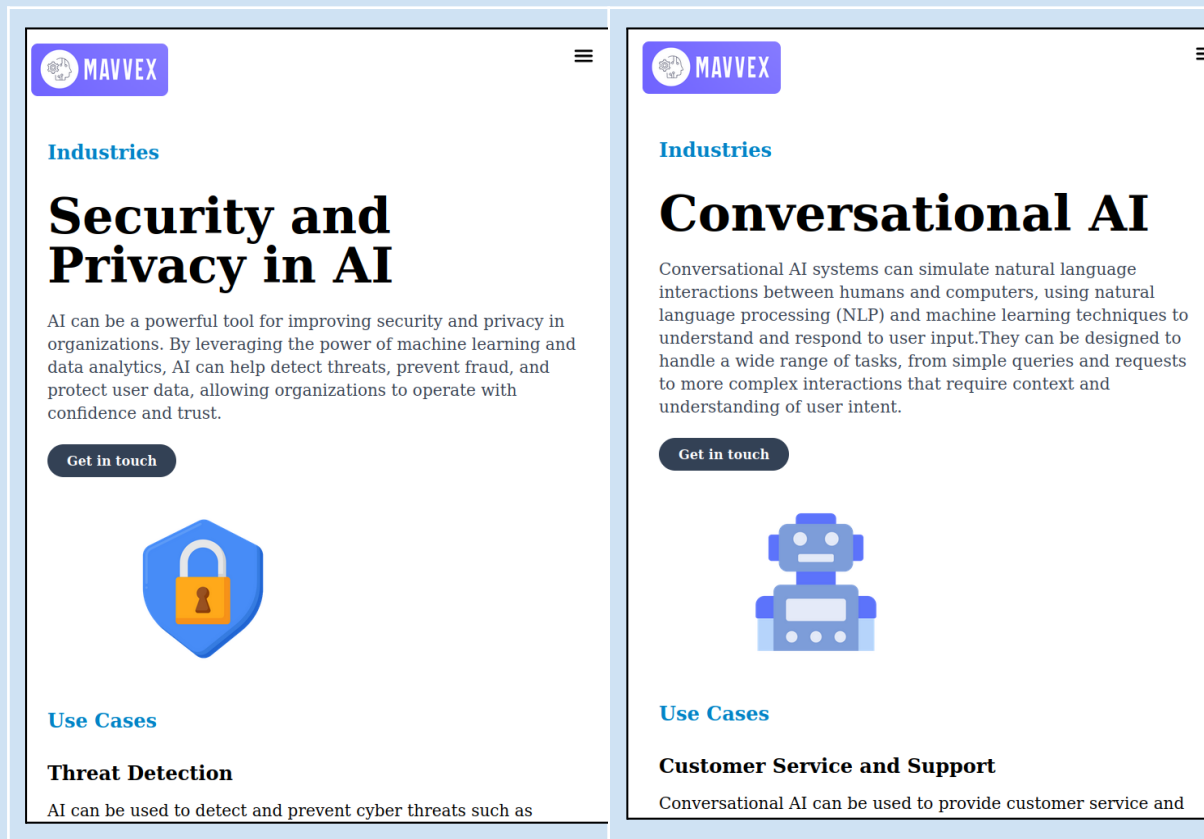 MAVVEX
Industries
Security and
Privacy in AI
AI can be a powerful tool for improving security and privacy in
organizations. By leveraging the power of machine learning and
data analytics, AI can help detect threats, prevent fraud, and
protect user data, allowing organizations to operate with
confidence and trust.
Get in touch
Use Cases
Threat Detection
AI can be used to detect and prevent cyber threats such as
MAVVEX
Industries
Conversational AI
Conversational AI systems can simulate natural language
interactions between humans and computers, using natural
language processing (NLP) and machine learning techniques to
understand and respond to user input.They can be designed to
handle a wide range of tasks, from simple queries and requests
to more complex interactions that require context and
understanding of user intent.
Get in touch
Use Cases
Customer Service and Support
Conversational AI can be used to provide customer service and